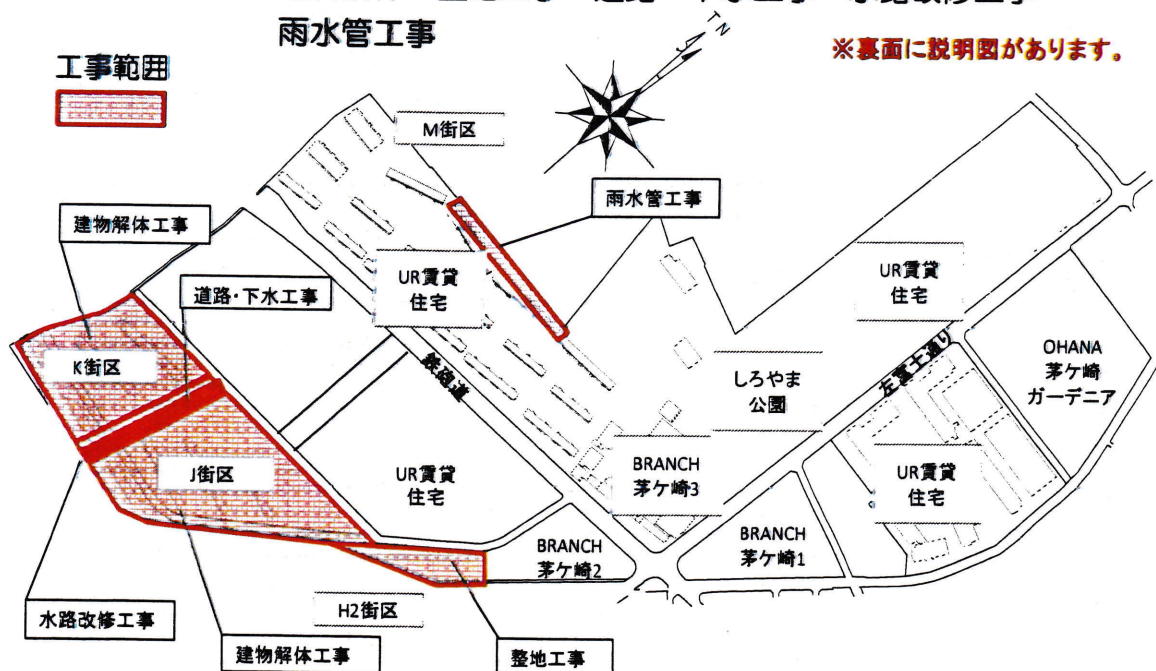 雨水管工事
※裏面に説明図があります。
工事範囲
TN
M街区
雨水管工事
建物解体工事
道路・下水工事
UR賃貸
住宅
UR賃貸
住宅
K街区
鉄砲道
左富士通り
OHANA
茅ケ崎
ガーデニア
しろやま
公園
J街区
UR賃貸
住宅
BRANCH
茅ケ崎3
UR賃貸
住宅
BRANCH
茅ケ崎2
BRANCH
茅ケ崎1
H2街区
水路改修工事
建物解体工事
整地工事